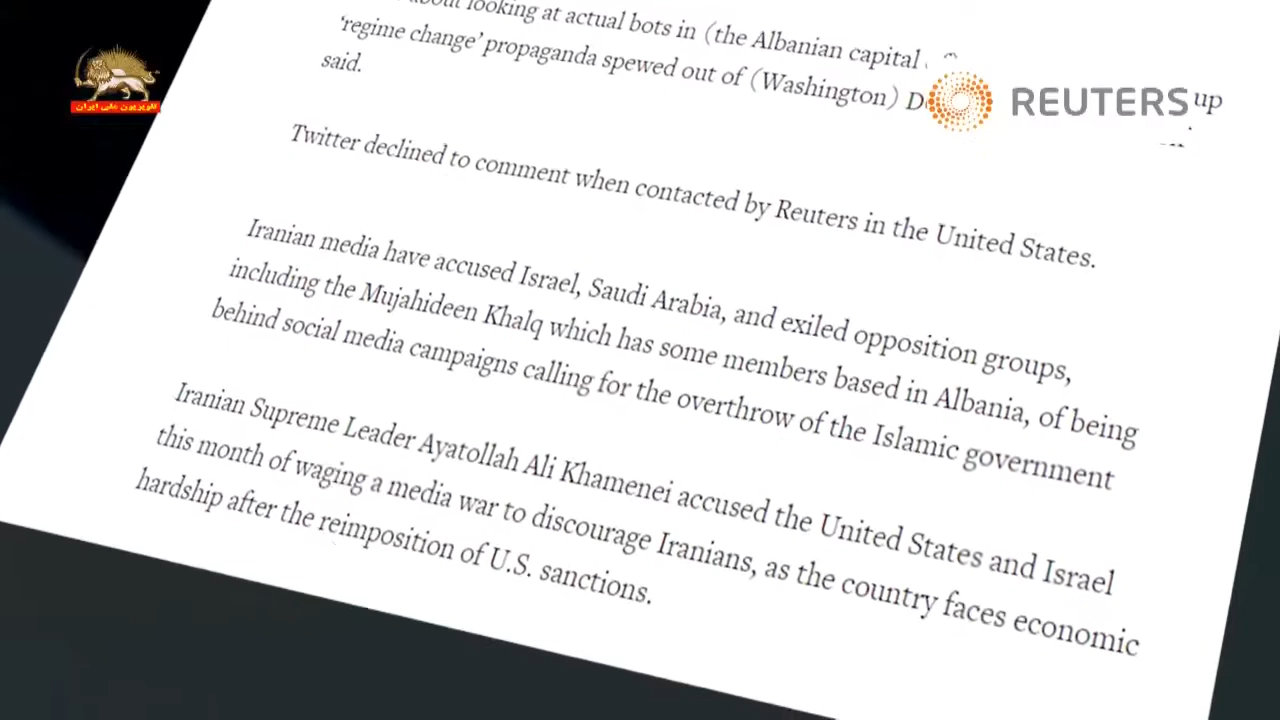 about looking at actual bots in (the Albanian capital
'regime change' propaganda spewed out of (Washington) D
up
said.
REUTERS
تلویزیون ملی ایران
Twitter declined to comment when contacted by Reuters in the United States.
Iranian media have accused Israel, Saudi Arabia, and exiled opposition groups,
including the Mujahideen Khalq which has some members based in Albania, of being
behind social media campaigns calling for the overthrow of the Islamic government
Iranian Supreme Leader Ayatollah Ali Khamenei accused the United States and Israel
this month of waging a media war to discourage Iranians, as the country faces economic
hardship after the reimposition of U.S. sanctions.